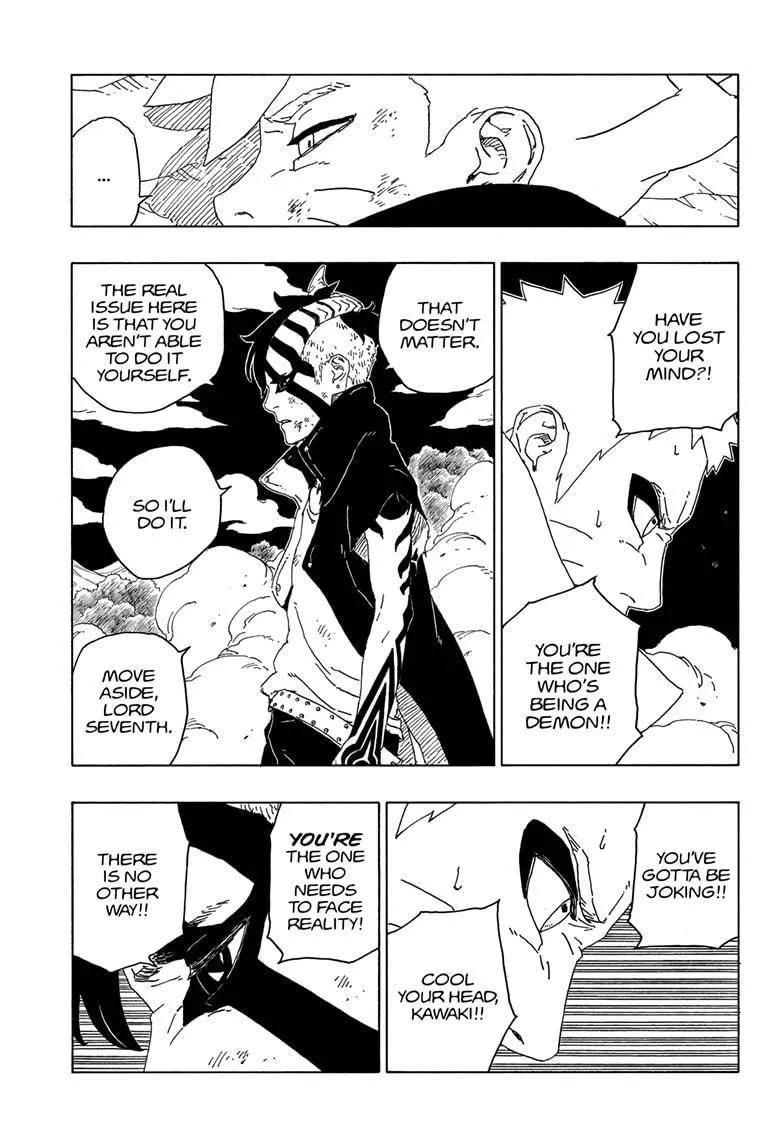 ...
HAVE
YOU LOST
YOUR
MIND?!
YOU'RE
THE ONE
WHO'S
BEING A
DEMON!!
THAT
DOESN'T
MATTER.
THE REAL
ISSUE HERE
IS THAT YOU
AREN'T ABLE
TO DO IT
YOURSELF.
SO I'LL
DO IT.
MOVE
ASIDE,
LORD
SEVENTH.
YOU'VE
GOTTA BE
JOKING!!
COOL
YOUR HEAD,
KAWAKI!!
YOU'RE
THE ONE
WHO
NEEDS
TO FACE
REALITY!
THERE
IS NO
OTHER
WAY!!